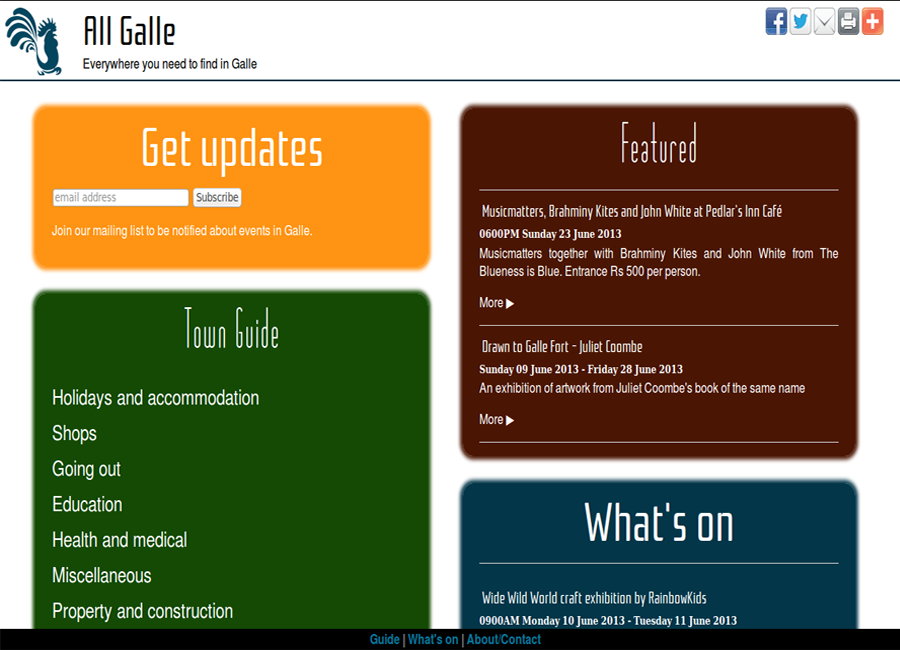 All Galle
Everywhere you need to find in Galle
Get updates
email address Subscribe
Join our mailing list to be notified about events in Galle.
Town Guide
Holidays and accommodation
Shops
Going out
Education
Health and medical
Miscellaneous
Property and construction
Featured
Musicmatters, Brahminy Kites and John White at Pedlar's Inn Café
0600PM Sunday 23 June 2013
Musicmatters together with Brahminy Kites and John White from The
Blueness is Blue. Entrance Rs 500 per person.
More
Drawn to Galle Fort - Juliet Coombe
Sunday 09 June 2013 - Friday 28 June 2013
An exhibition of artwork from Juliet Coombe's book of the same name
More
What's on
Wide Wild World craft exhibition by RainbowKids
0900AM Monday 10 June 2013 - Tuesday 11 June 2013
Guide | What's on | About/Contact